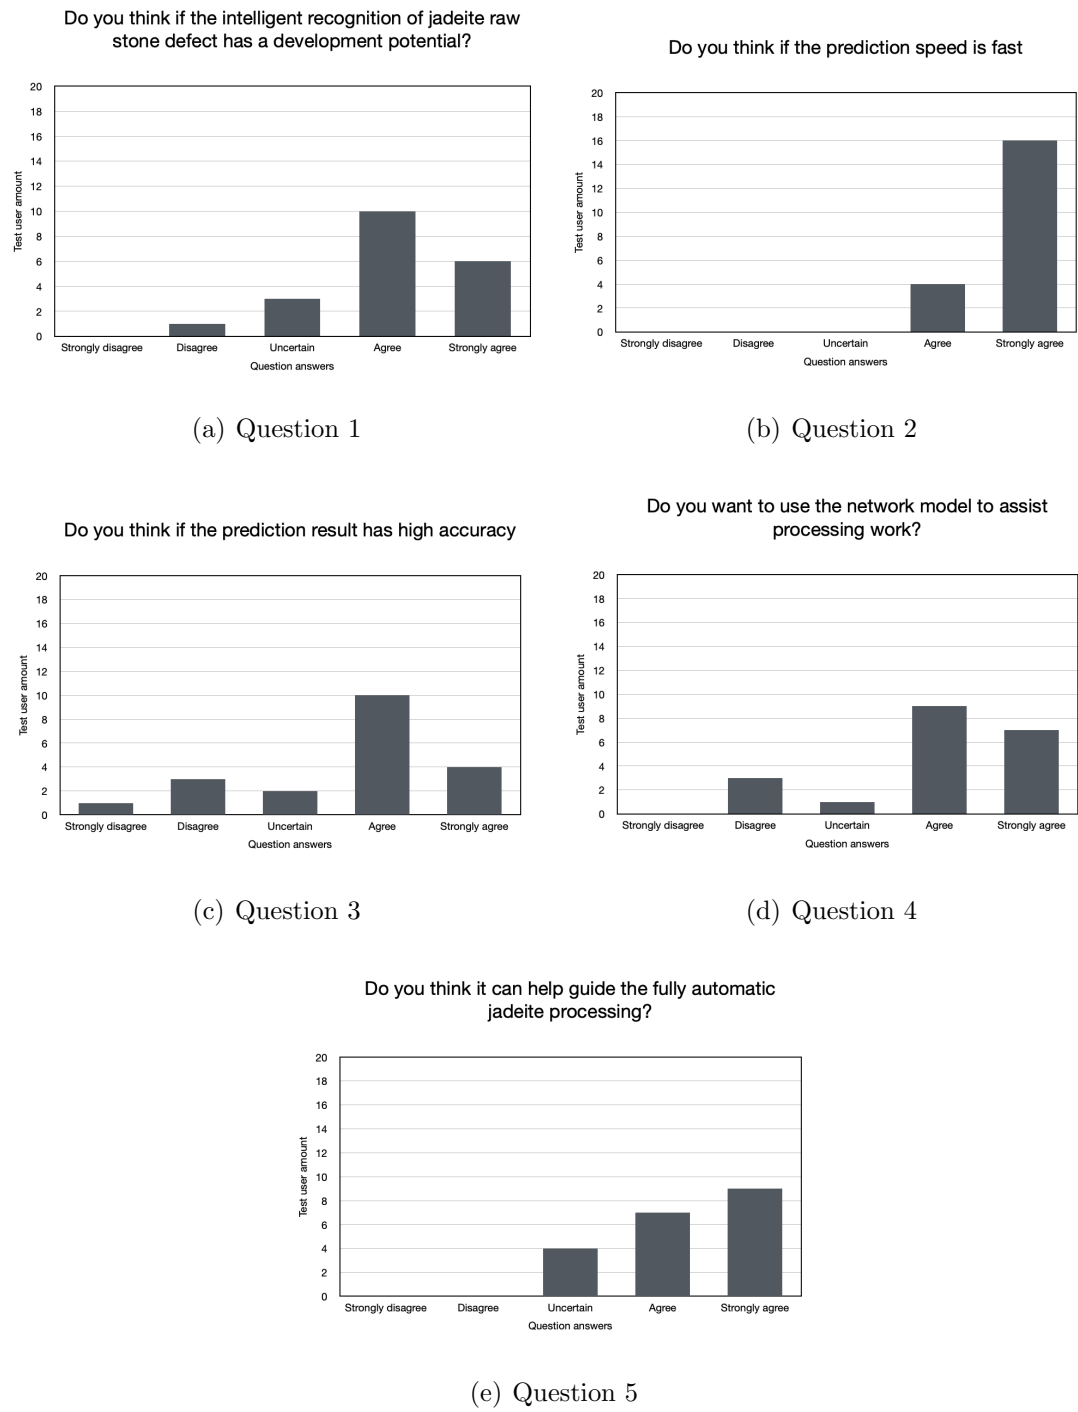 Do you think if the intelligent recognition of jadeite raw
stone defect has a development potential?
20
18
16
14
12
10
8
6
4
2
0
Test user amount
Strongly disagree Disagree Uncertain Agree Strongly agree
Question answers
(a) Question 1
Do you think if the prediction speed is fast
20
18
16
14
12
10
8
6
4
2
0
Test user amount
Strongly disagree Disagree Uncertain Agree Strongly agree
Question answers
(b) Question 2
Do you think if the prediction result has high accuracy
20
18
16
14
12
10
8
6
4
2
0
Test user amount
Strongly disagree Disagree Uncertain Agree Strongly agree
Question answers
(c) Question 3
Do you want to use the network model to assist
processing work?
20
18
16
14
12
10
8
6
4
2
0
Test user amount
Strongly disagree Disagree Uncertain Agree Strongly agree
Question answers
(d) Question 4
Do you think it can help guide the fully automatic
jadeite processing?
20
18
16
14
12
10
8
6
4
2
0
Test user amount
Strongly disagree Disagree Uncertain Agree Strongly agree
Question answers
(e) Question 5